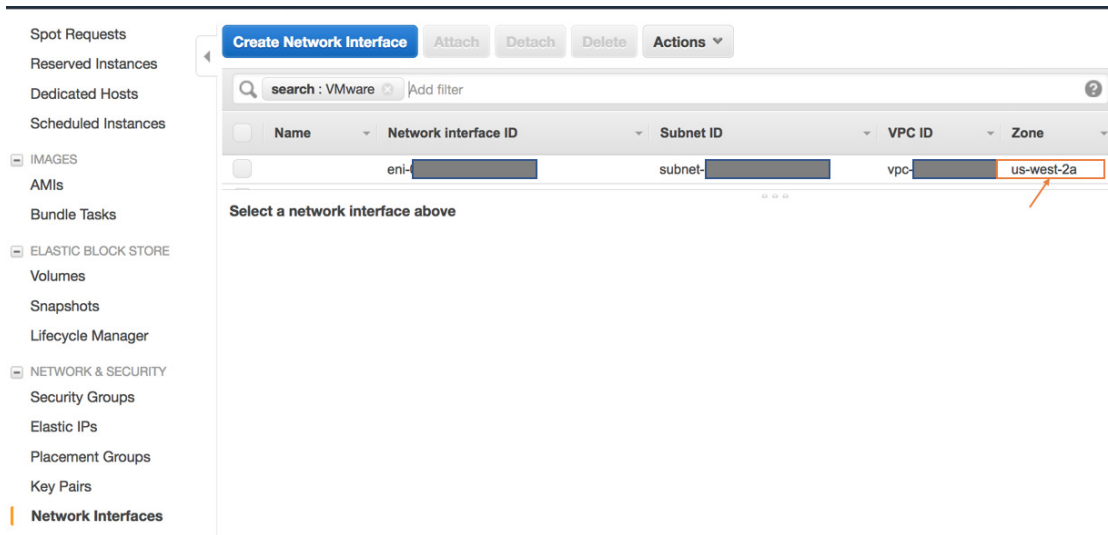 Spot Requests
Reserved Instances
Dedicated Hosts
Scheduled Instances
IMAGES
AMIs
Bundle Tasks
ELASTIC BLOCK STORE
Volumes
Snapshots
Lifecycle Manager
NETWORK & SECURITY
Security Groups
Elastic IPs
Placement Groups
Key Pairs
Network Interfaces
Create Network Interface Attach Detach Delete Actions
search : VMware Add filter
Name Network interface ID Subnet ID VPC ID Zone
eni- subnet- vpc- us-west-2a
Select a network interface above